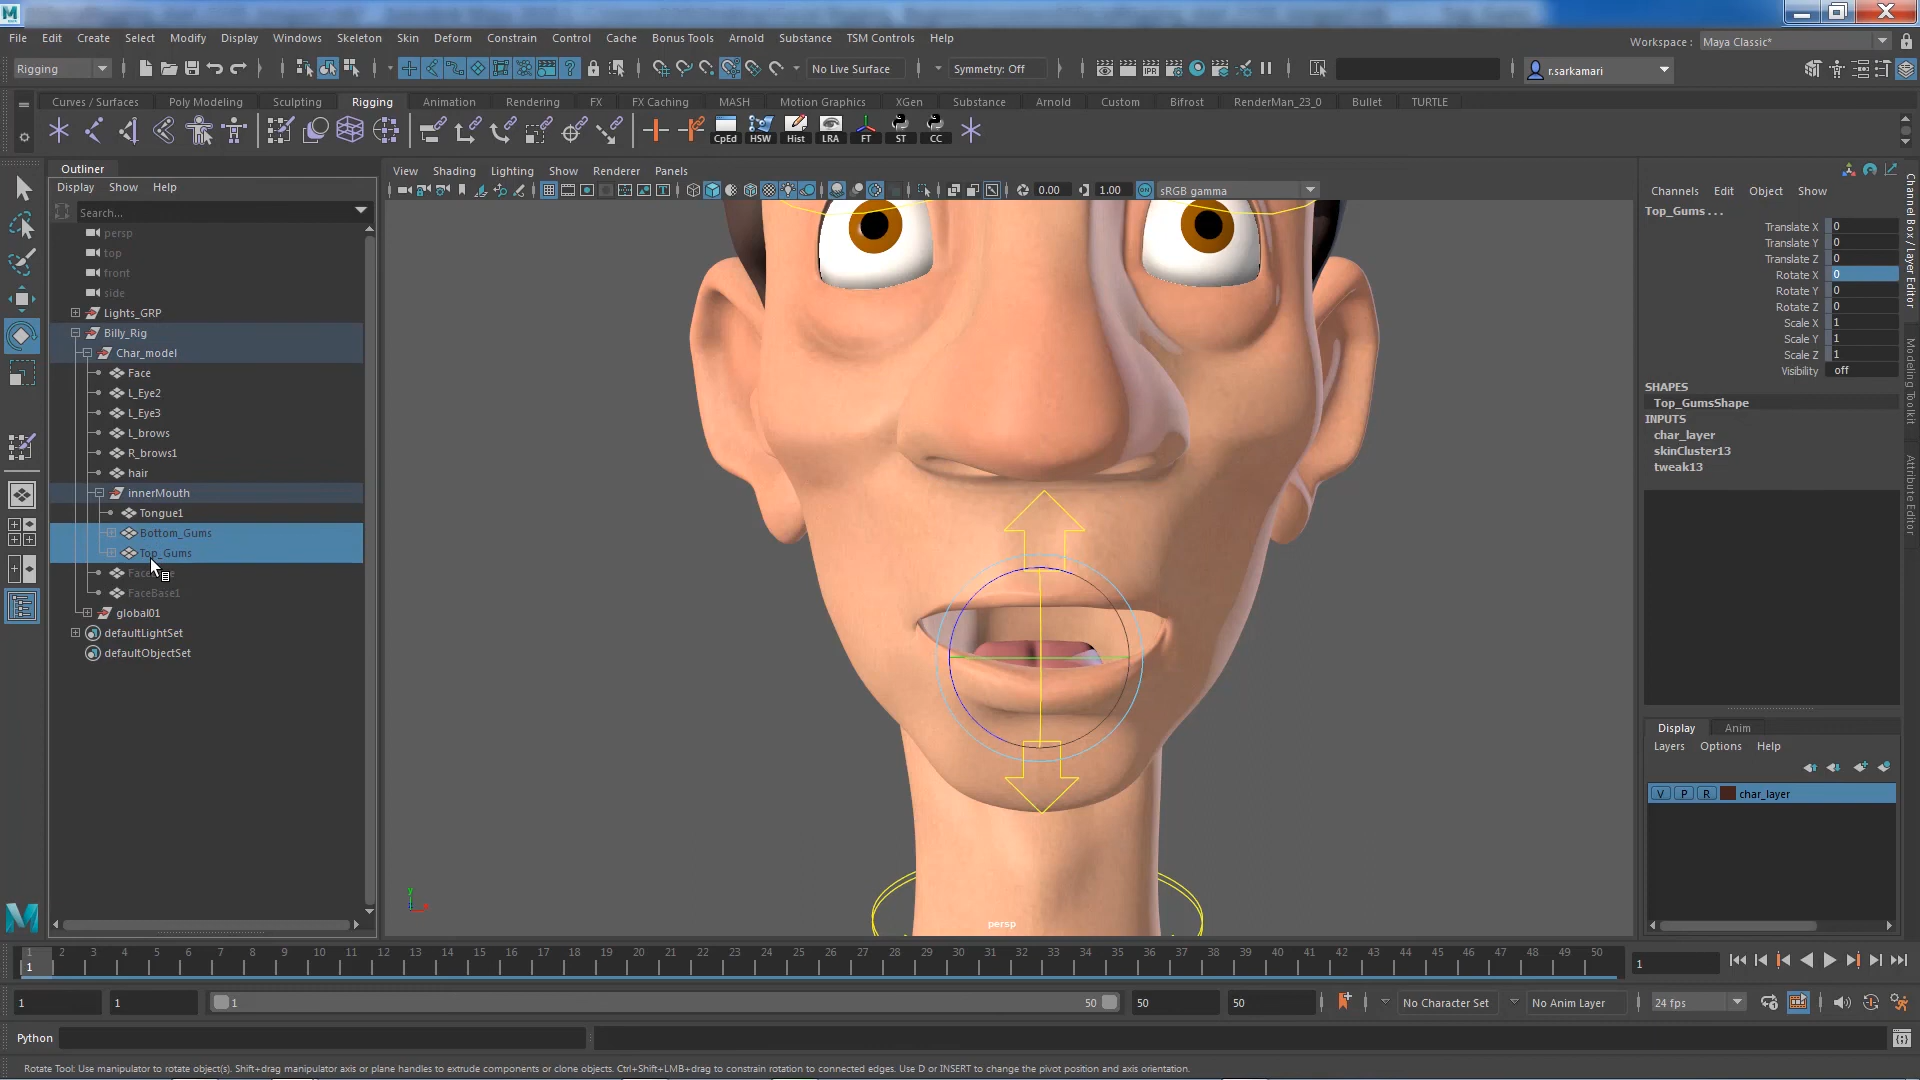 File Edit Create Select Modify Display Windows Skeleton Skin Deform Constrain Control Cache Bonus Tools Arnold Substance TSM Controls Help
Workspace : Maya Classic*
Rigging No Live Surface Symmetry: Off r.sarkamari
Curves / Surfaces Poly Modeling Sculpting Rigging Animation Rendering FX FX Caching MASH Motion Graphics XGen Substance Arnold Custom Bifrost RenderMan_23_0 Bullet TURTLE
CpEd HSW Hist LRA FT ST CC
Outliner
Display Show Help
Search...
persp
top
front
side
Lights_GRP
Billy_Rig
Char_model
Face
L_Eye2
L_Eye3
L_brows
R_brows1
hair
innerMouth
Tongue1
Bottom_Gums
Top_Gums
FaceBase1
global01
defaultLightSet
defaultObjectSet
View Shading Lighting Show Renderer Panels
0.00 1.00 sRGB gamma
persp
Channels Edit Object Show
Top_Gums . . .
Translate X 0
Translate Y 0
Translate Z 0
Rotate X 0
Rotate Y 0
Rotate Z 0
Scale X 1
Scale Y 1
Scale Z 1
Visibility off
SHAPES
Top_GumsShape
INPUTS
char_layer
skinCluster13
tweak13
Display Anim
Layers Options Help
V P R char_layer
Channel Box / Layer Editor
Modeling Toolkit
Attribute Editor
1 2 3 4 5 6 7 8 9 10 11 12 13 14 15 16 17 18 19 20 21 22 23 24 25 26 27 28 29 30 31 32 33 34 35 36 37 38 39 40 41 42 43 44 45 46 47 48 49 50
1 1
1 1 1 50 50 50 No Character Set No Anim Layer 24 fps
Python
Rotate Tool: Use manipulator to rotate object(s). Shift+drag manipulator axis or plane handles to extrude components or clone objects. Ctrl+Shift+LMB+drag to constrain rotation to connected edges. Use D or INSERT to change the pivot position and axis orientation.